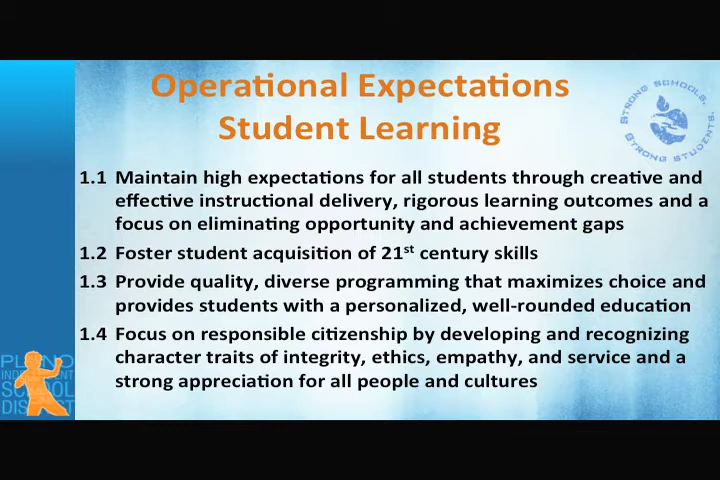 Operational Expectations
Student Learning
STRONG SCHOOLS.
STRONG STUDENTS.
1.1 Maintain high expectations for all students through creative and
effective instructional delivery, rigorous learning outcomes and a
focus on eliminating opportunity and achievement gaps
1.2 Foster student acquisition of 21st century skills
1.3 Provide quality, diverse programming that maximizes choice and
provides students with a personalized, well-rounded education
1.4 Focus on responsible citizenship by developing and recognizing
character traits of integrity, ethics, empathy, and service and a
strong appreciation for all people and cultures
SCHOOL